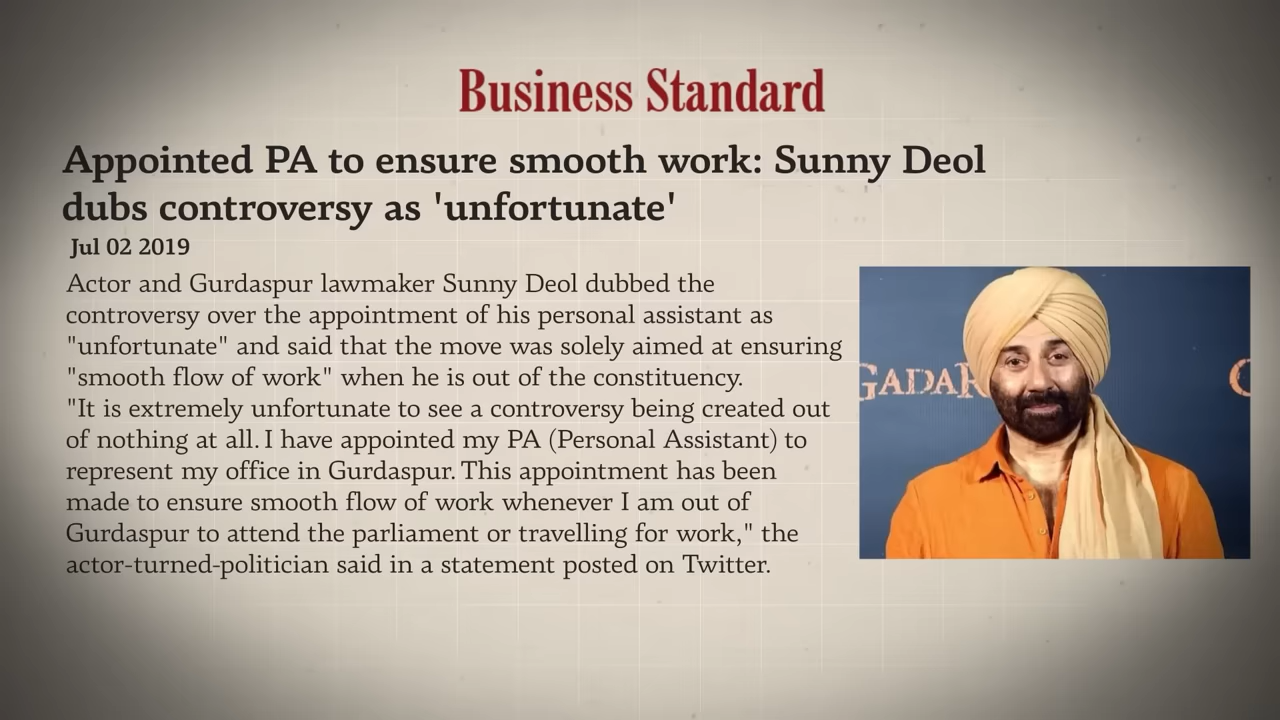 Business Standard
Appointed PA to ensure smooth work: Sunny Deol
dubs controversy as 'unfortunate'
Jul 02 2019
Actor and Gurdaspur lawmaker Sunny Deol dubbed the
controversy over the appointment of his personal assistant as
"unfortunate" and said that the move was solely aimed at ensuring
"smooth flow of work" when he is out of the constituency.
"It is extremely unfortunate to see a controversy being created out
of nothing at all. I have appointed my PA (Personal Assistant) to
represent my office in Gurdaspur. This appointment has been
made to ensure smooth flow of work whenever I am out of
Gurdaspur to attend the parliament or travelling for work," the
actor-turned-politician said in a statement posted on Twitter.
GADAR